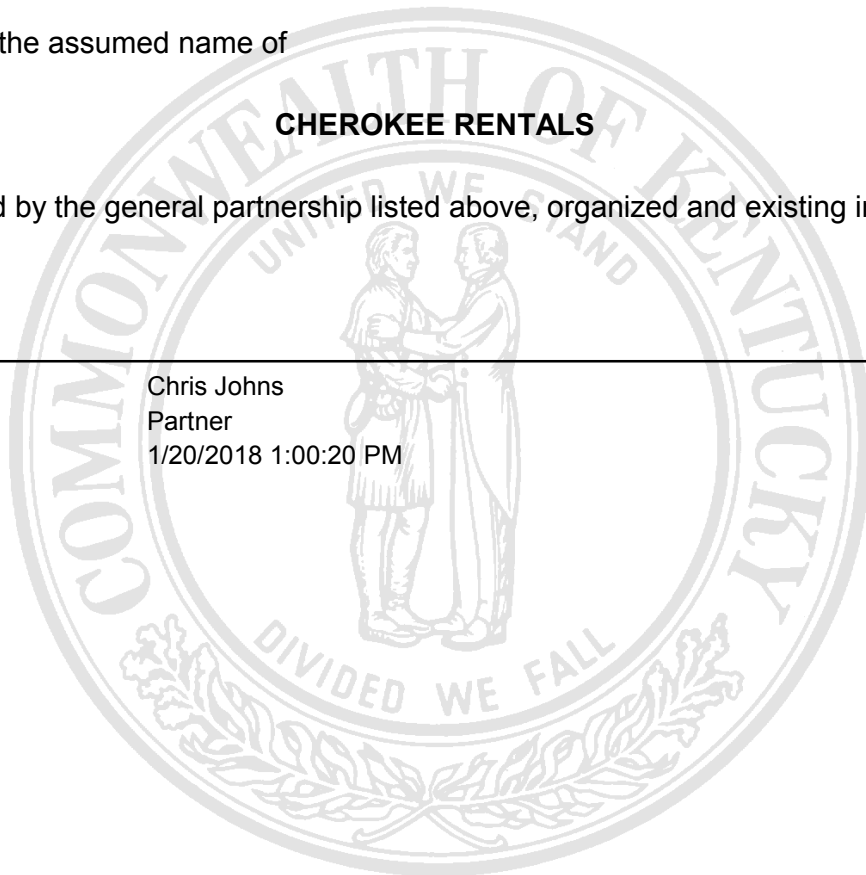 the assumed name of
CHEROKEE RENTALS
by the general partnership listed above, organized and existing
Chris Johns
Partner
1/20/2018 1:00:20 PM
COMMONWEALTH OF KENTUCKY
UNITED WE STAND
DIVIDED WE FALL